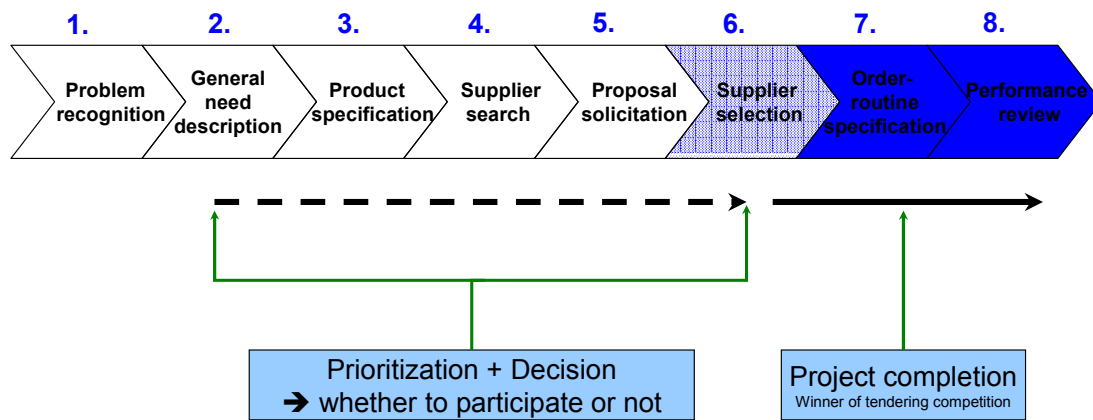 1.
2.
3.
4.
5.
6.
7.
8.
Problem
recognition
General
need
description
Product
specification
Supplier
search
Proposal
solicitation
Supplier
selection
Order-
routine
specification
Performance
review
Prioritization + Decision
➔ whether to participate or not
Project completion
Winner of tendering competition